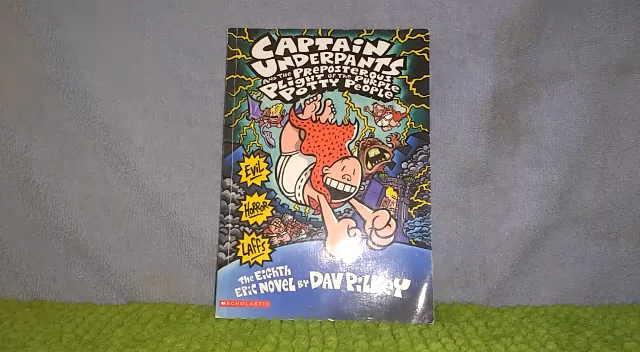 CAPTAIN
UNDERPANTS
AND THE PREPOSTEROUS
PLIGHT OF THE PURPLE
POTTY PEOPLE
EVIL
HORROR
LAFFS
THE EIGHTH
EPIC NOVEL BY DAV PILKEY
SCHOLASTIC